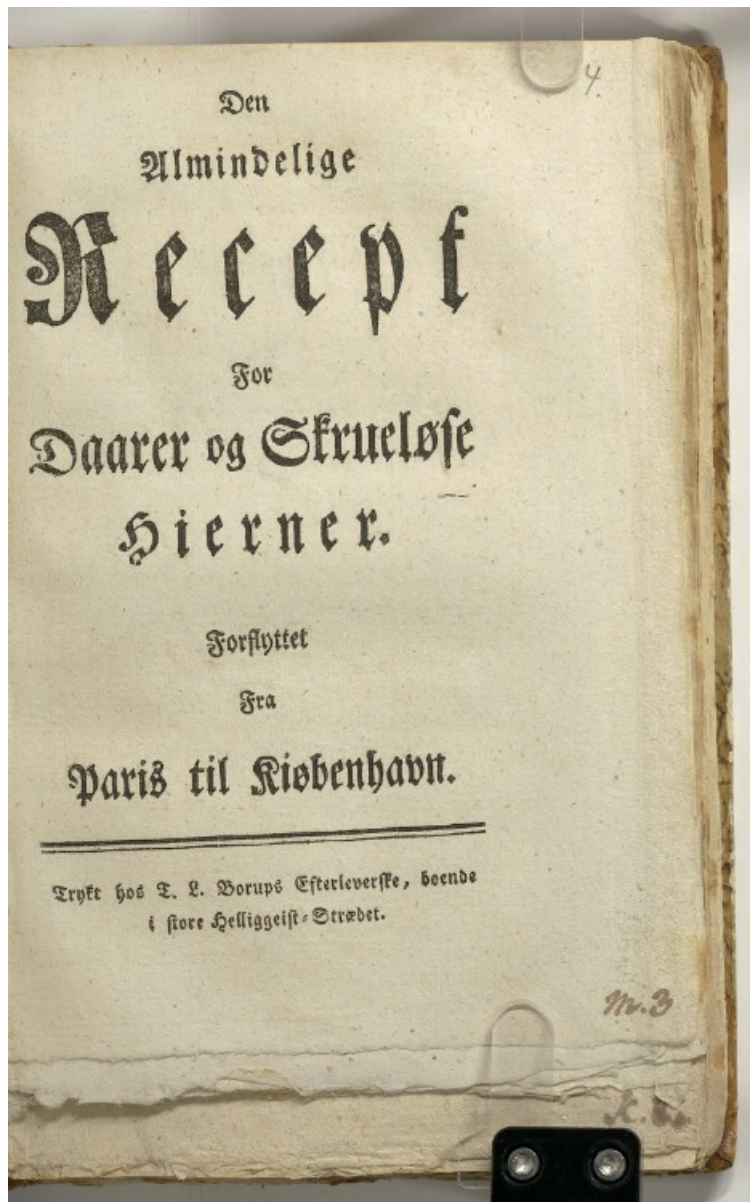 4.
Den
Almindelige
Recept
For
Daarer og Skrueløse
Hierner.
Forflyttet
Fra
Paris til Kiøbenhavn.
Trykt hos T. L. Borups Efterleverske, boende
i store Helliggeist-Strædet.
m. 3